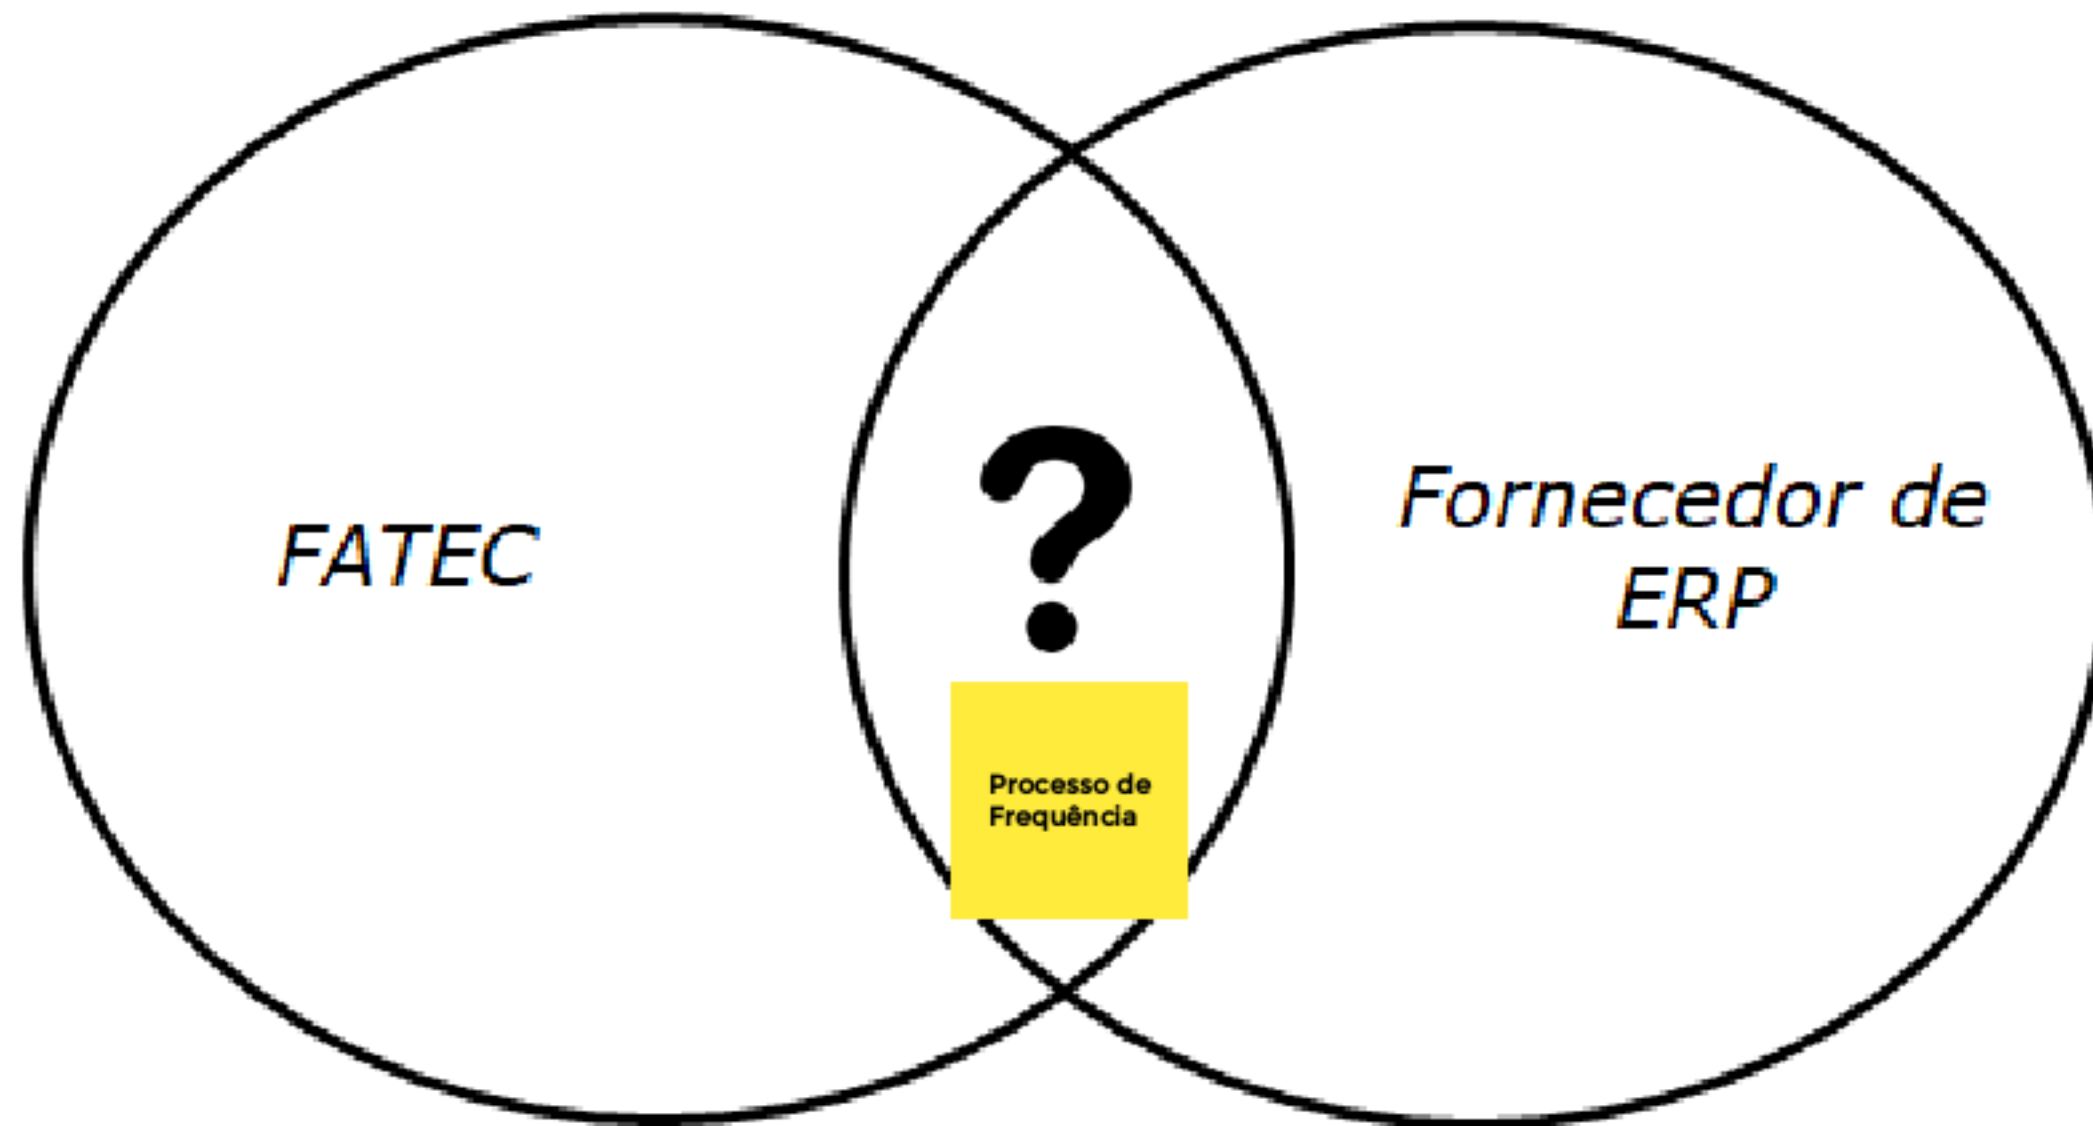 FATEC
?
Fornecedor de
ERP
Processo de
Frequência